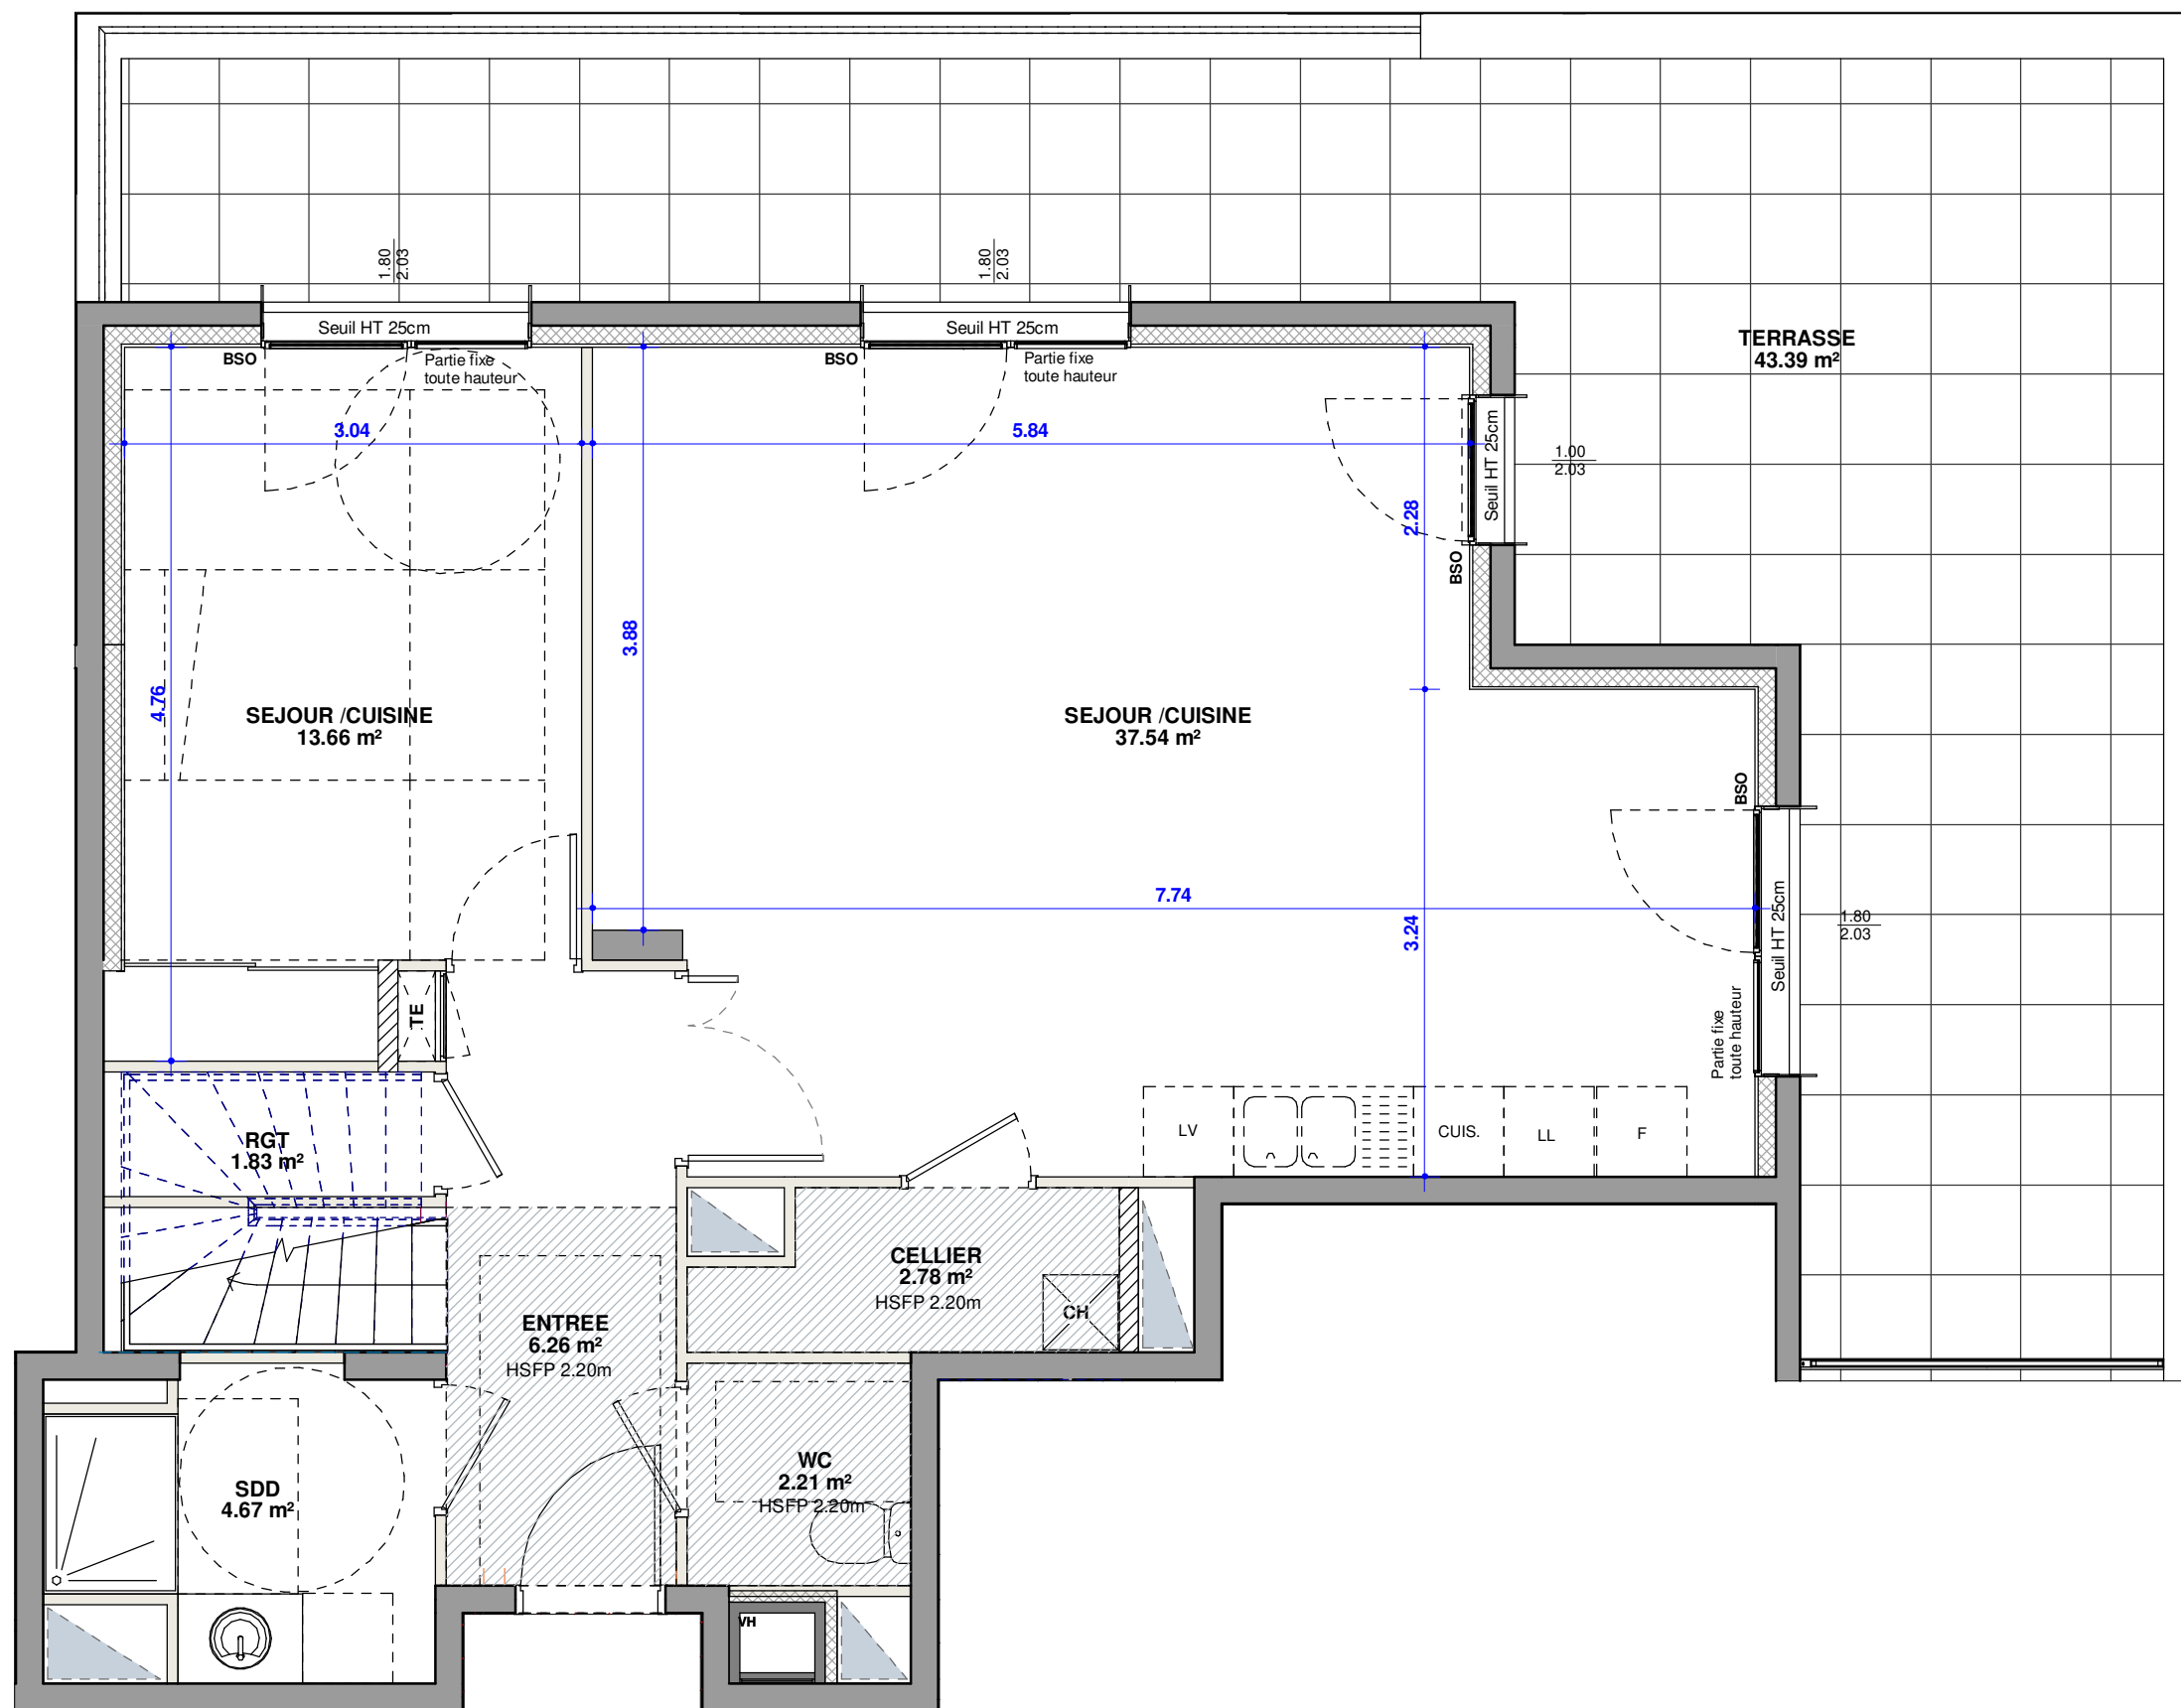 1.80
2.03
1.80
2.03
Seuil HT 25cm
Seuil HT 25cm
BSO
Partie fixe
toute hauteur
BSO
Partie fixe
toute hauteur
TERRASSE
43.39 m²
3.04
5.84
Seuil HT 25cm
1.00
2.03
2.28
BSO
3.88
4.76
SEJOUR /CUISINE
13.66 m²
SEJOUR /CUISINE
37.54 m²
BSO
7.74
3.24
Seuil HT 25cm
1.80
2.03
Partie fixe
toute hauteur
TE
RGT
1.83 m²
LV
CUIS.
LL
F
CELLIER
2.78 m²
HSFP 2.20m
CH
ENTREE
6.26 m²
HSFP 2.20m
WC
2.21 m²
HSFP 2.20m
SDD
4.67 m²
VH